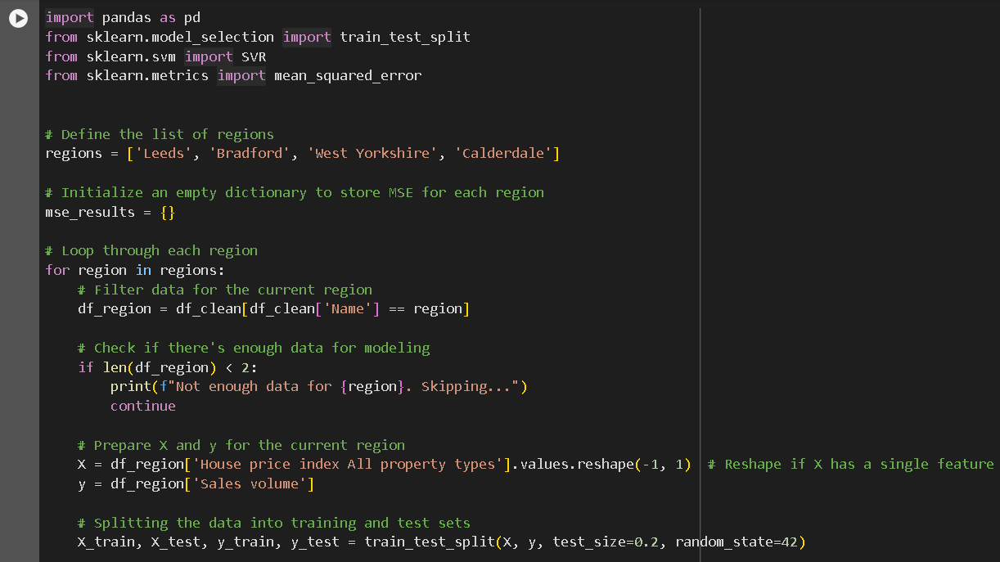 import pandas as pd
from sklearn.model_selection import train_test_split
from sklearn.svm import SVR
from sklearn.metrics import mean_squared_error
# Define the list of regions
regions = ['Leeds', 'Bradford', 'West Yorkshire', 'Calderdale']
# Initialize an empty dictionary to store MSE for each region
mse_results = {}
# Loop through each region
for region in regions:
    # Filter data for the current region
    df_region = df_clean[df_clean['Name'] == region]
    # Check if there's enough data for modeling
    if len(df_region) < 2:
        print(f"Not enough data for {region}. Skipping...")
        continue
    # Prepare X and y for the current region
    X = df_region['House price index All property types'].values.reshape(-1, 1)  # Reshape if X has a single feature
    y = df_region['Sales volume']
    # Splitting the data into training and test sets
    X_train, X_test, y_train, y_test = train_test_split(X, y, test_size=0.2, random_state=42)